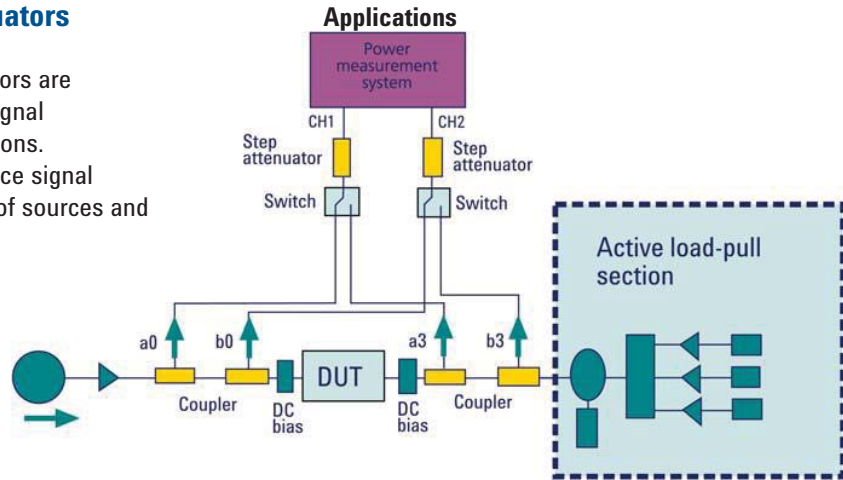 uators
ors are
ignal
ons.
ce signal
of sources and
Applications
Power
measurement
system
CH1
CH2
Step
attenuator
Step
attenuator
Switch
Switch
Active load-pull
section
a0
b0
a3
b3
DUT
Coupler
DC
bias
DC
bias
Coupler